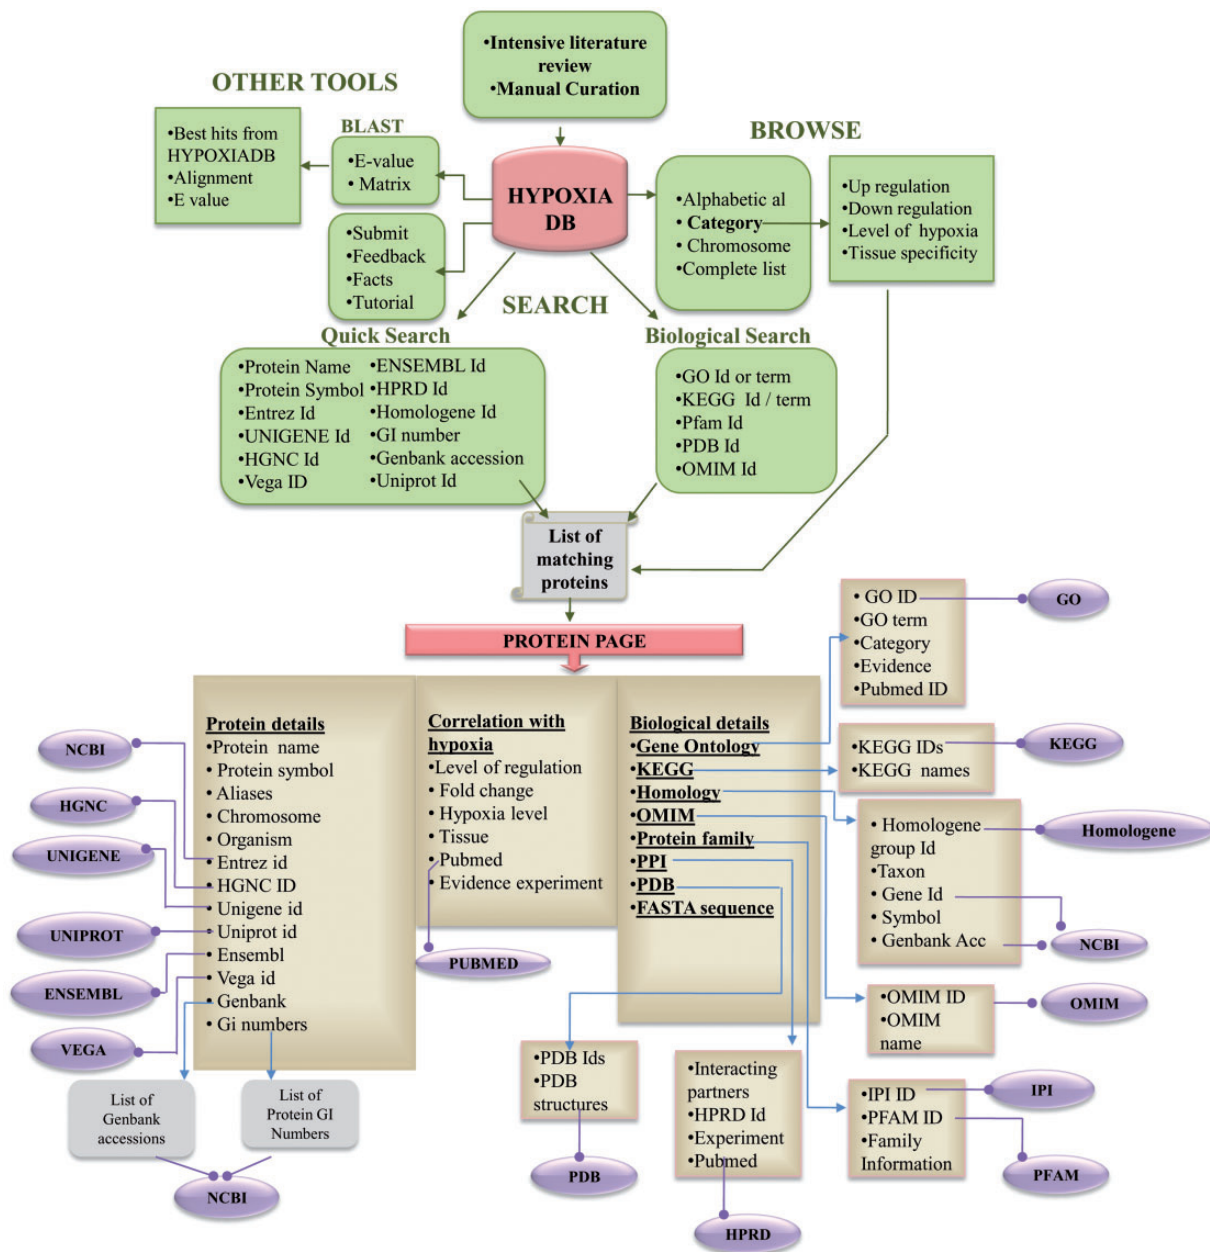 •Intensive literature
review
•Manual Curation
OTHER TOOLS
BLAST
•Best hits from
HYPOXIADB
•Alignment
•E value
•E-value
• Matrix
HYPOXIA
DB
BROWSE
•Alphabetic al
• Category
• Chromosome
•Complete list
•Up regulation
•Down regulation
•Level of hypoxia
•Tissue specificity
•Submit
•Feedback
•Facts
•Tutorial
SEARCH
Quick Search
•Protein Name
•Protein Symbol
•Entrez Id
•UNIGENE Id
•HGNC Id
•Vega ID
•ENSEMBL Id
•HPRD Id
•Homologene Id
•GI number
•Genbank accession
•Uniprot Id
Biological Search
•GO Id or term
•KEGG Id / term
•Pfam Id
•PDB Id
•OMIM Id
List of
matching
proteins
PROTEIN PAGE
Protein details
•Protein name
• Protein symbol
• Aliases
• Chromosome
• Organism
• Entrez id
•HGNC ID
• Unigene id
• Uniprot id
• Ensembl
• Vega id
• Genbank
• Gi numbers
NCBI
HGNC
UNIGENE
UNIPROT
ENSEMBL
VEGA
List of
Genbank
accessions
List of
Protein GI
Numbers
NCBI
Correlation with
hypoxia
•Level of regulation
• Fold change
• Hypoxia level
• Tissue
• Pubmed
• Evidence experiment
PUBMED
Biological details
•Gene Ontology
•KEGG
•Homology
•OMIM
•Protein family
•PPI
•PDB
•FASTA sequence
• GO ID
•GO term
•Category
•Evidence
•Pubmed ID
GO
•KEGG IDs
•KEGG names
KEGG
• Homologene
group Id
•Taxon
• Gene Id
• Symbol
• Genbank Acc
Homologene
NCBI
•OMIM ID
•OMIM
name
OMIM
•PDB Ids
•PDB
structures
PDB
•Interacting
partners
•HPRD Id
•Experiment
•Pubmed
HPRD
•IPI ID
•PFAM ID
•Family
Information
IPI
PFAM